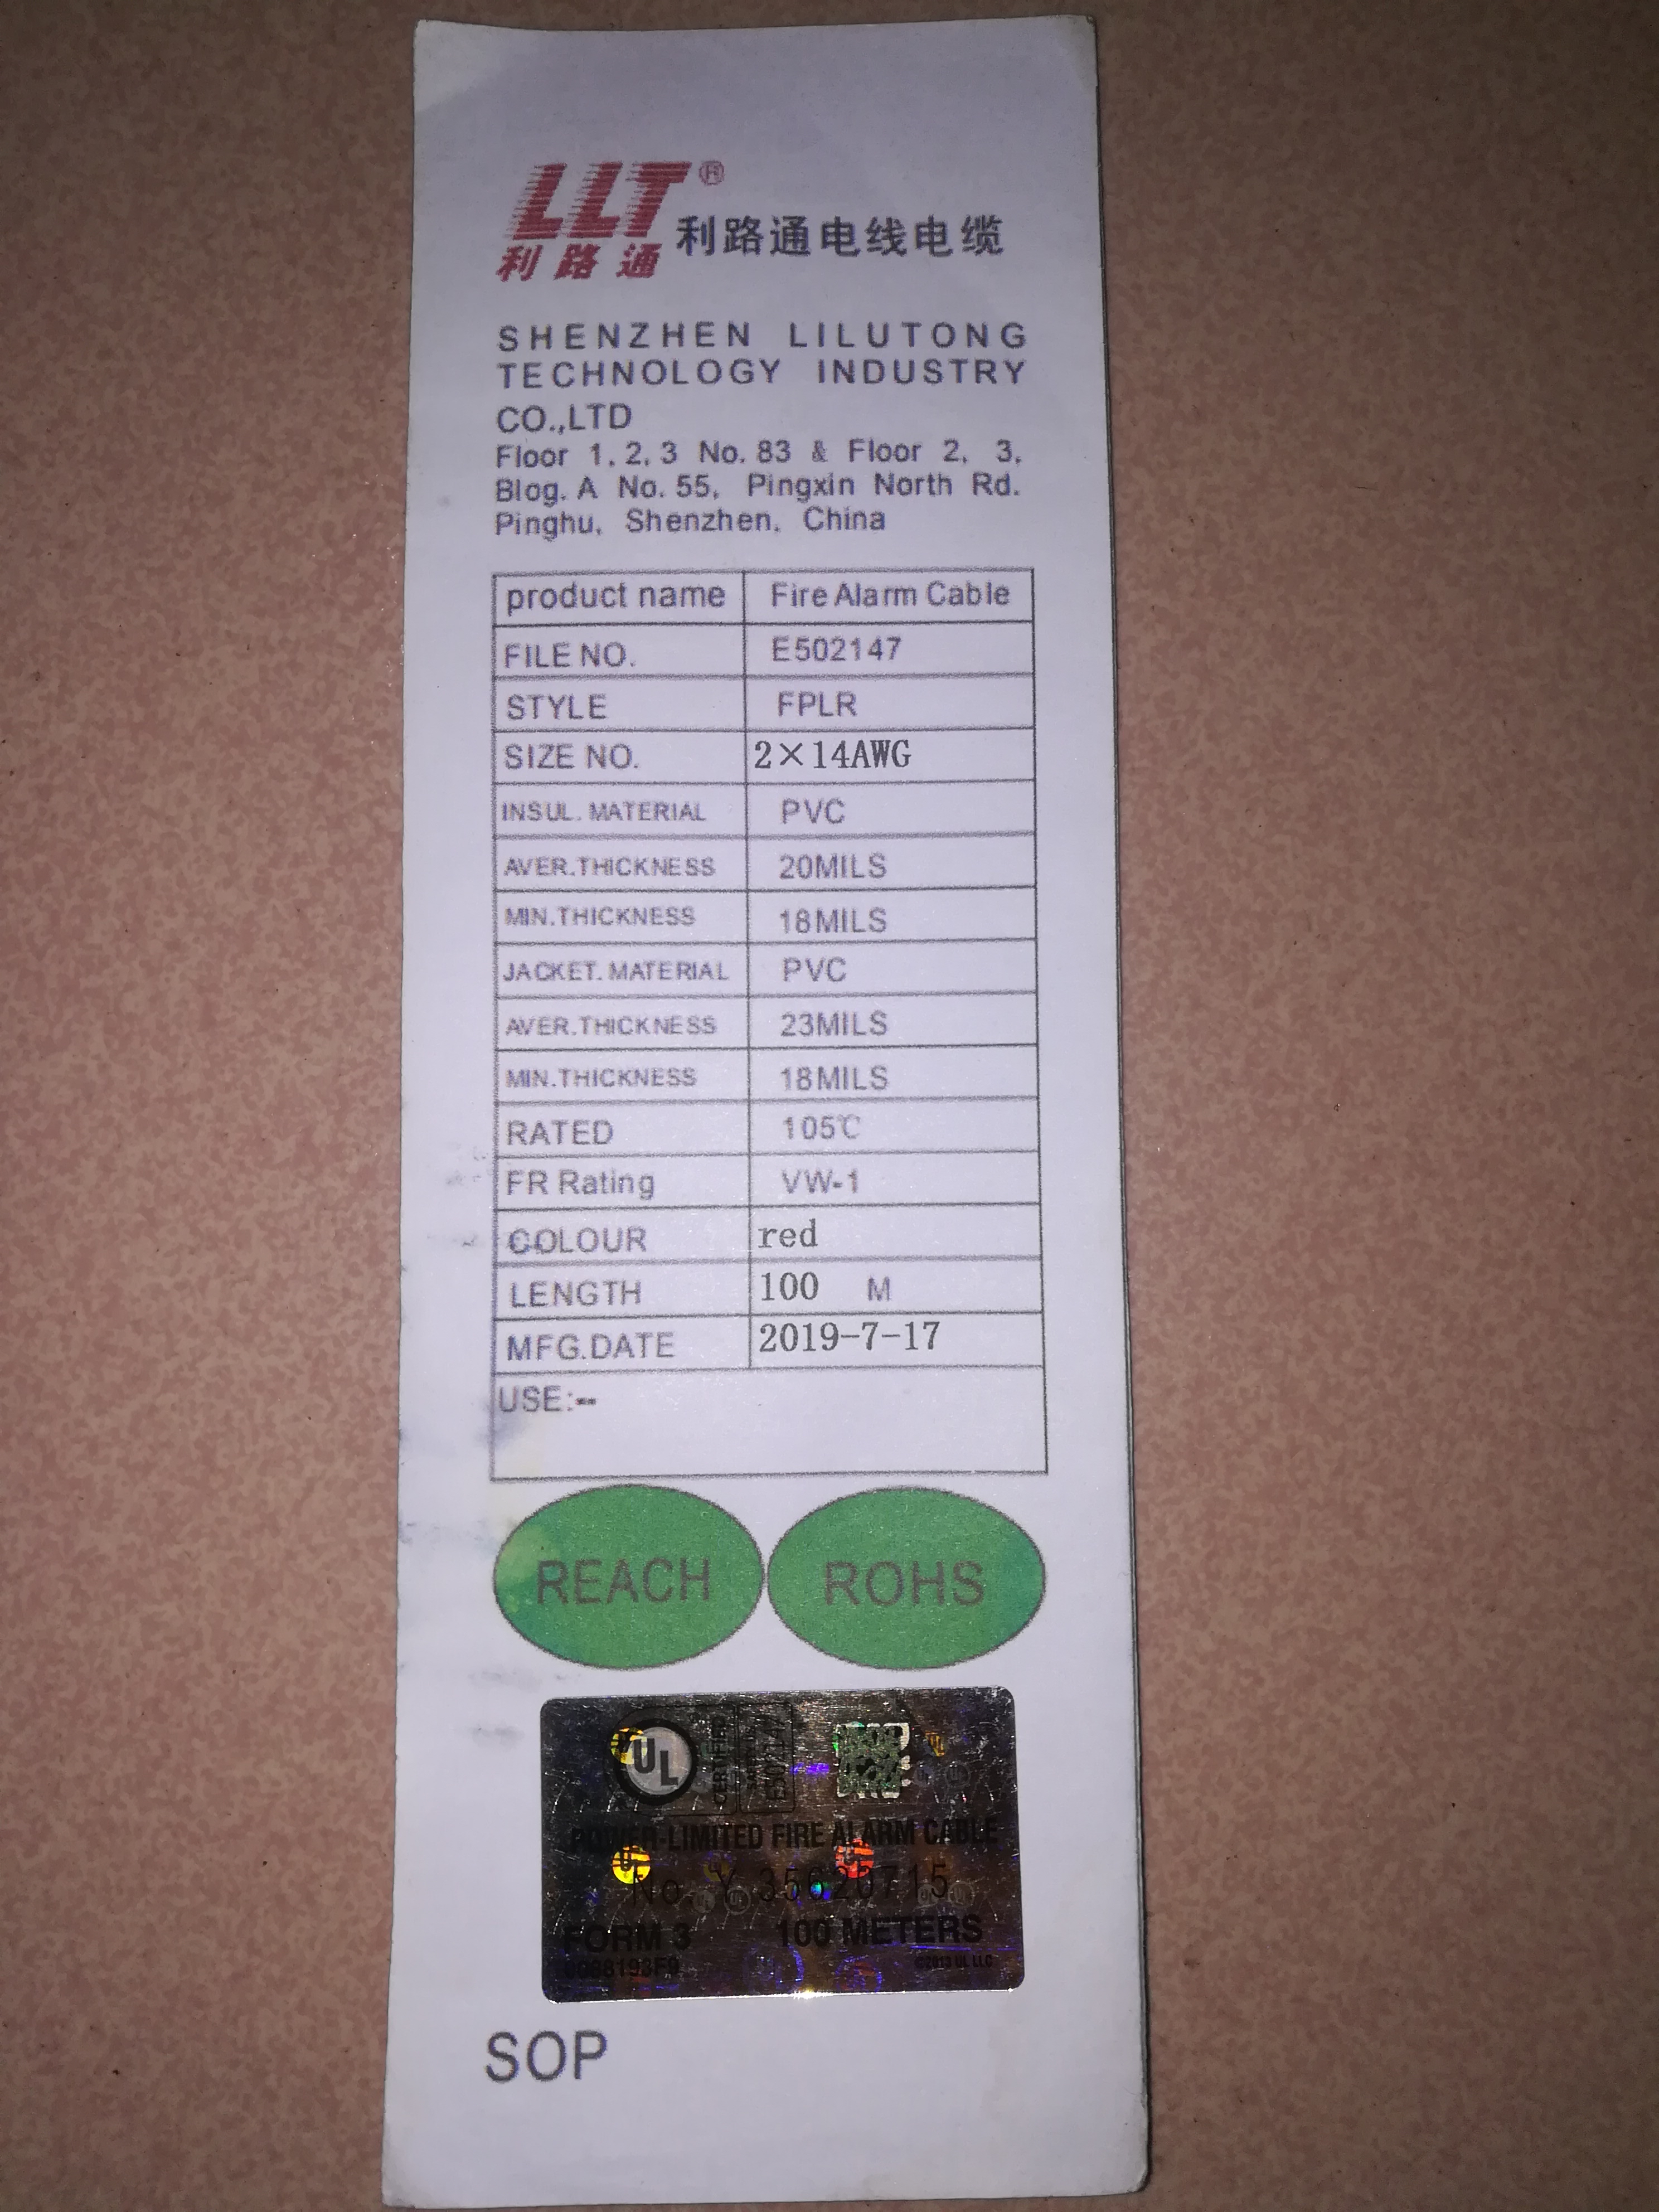 LLT®
利路通
利路通电线电缆
SHENZHEN LILUTONG
TECHNOLOGY INDUSTRY
CO.,LTD
Floor 1, 2, 3 No. 83 & Floor 2, 3,
Blog. A No. 55, Pingxin North Rd.
Pinghu, Shenzhen, China
product name Fire Alarm Cable
FILE NO. E502147
STYLE FPLR
SIZE NO. 2×14AWG
INSUL. MATERIAL PVC
AVER.THICKNESS 20MILS
MIN.THICKNESS 18MILS
JACKET. MATERIAL PVC
AVER.THICKNESS 23MILS
MIN.THICKNESS 18MILS
RATED 105℃
FR Rating VW-1
COLOUR red
LENGTH 100 M
MFG.DATE 2019-7-17
USE:--
REACH ROHS
UL
CERTIFIED
E502147
POWER-LIMITED FIRE ALARM CABLE
No. Y 35620715
FORM 3 100 METERS
©2013 UL LLC
SOP